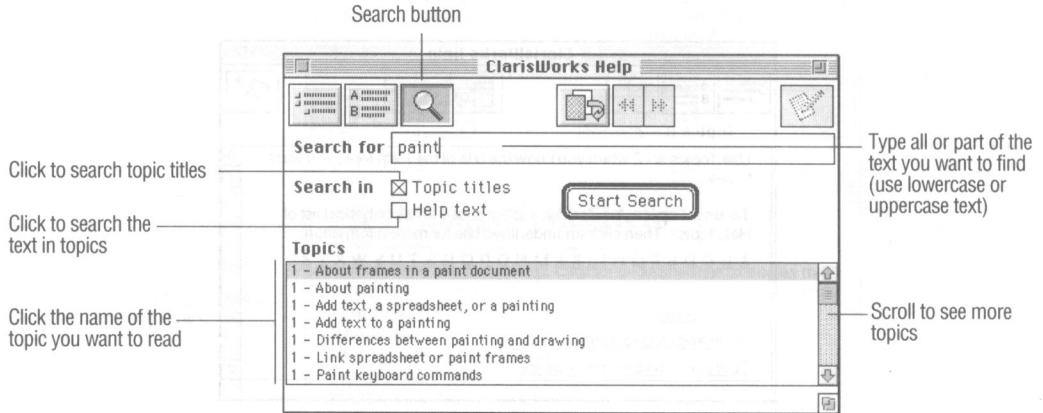 Search button
ClarisWorks Help
A
B
Search for paint
Type all or part of the
text you want to find
(use lowercase or
uppercase text)
Click to search topic titles
Search in Topic titles
Start Search
Help text
Click to search the
text in topics
Topics
1 - About frames in a paint document
1 - About painting
1 - Add text, a spreadsheet, or a painting
1 - Add text to a painting
1 - Differences between painting and drawing
1 - Link spreadsheet or paint frames
1 - Paint keyboard commands
Click the name of the
topic you want to read
Scroll to see more
topics